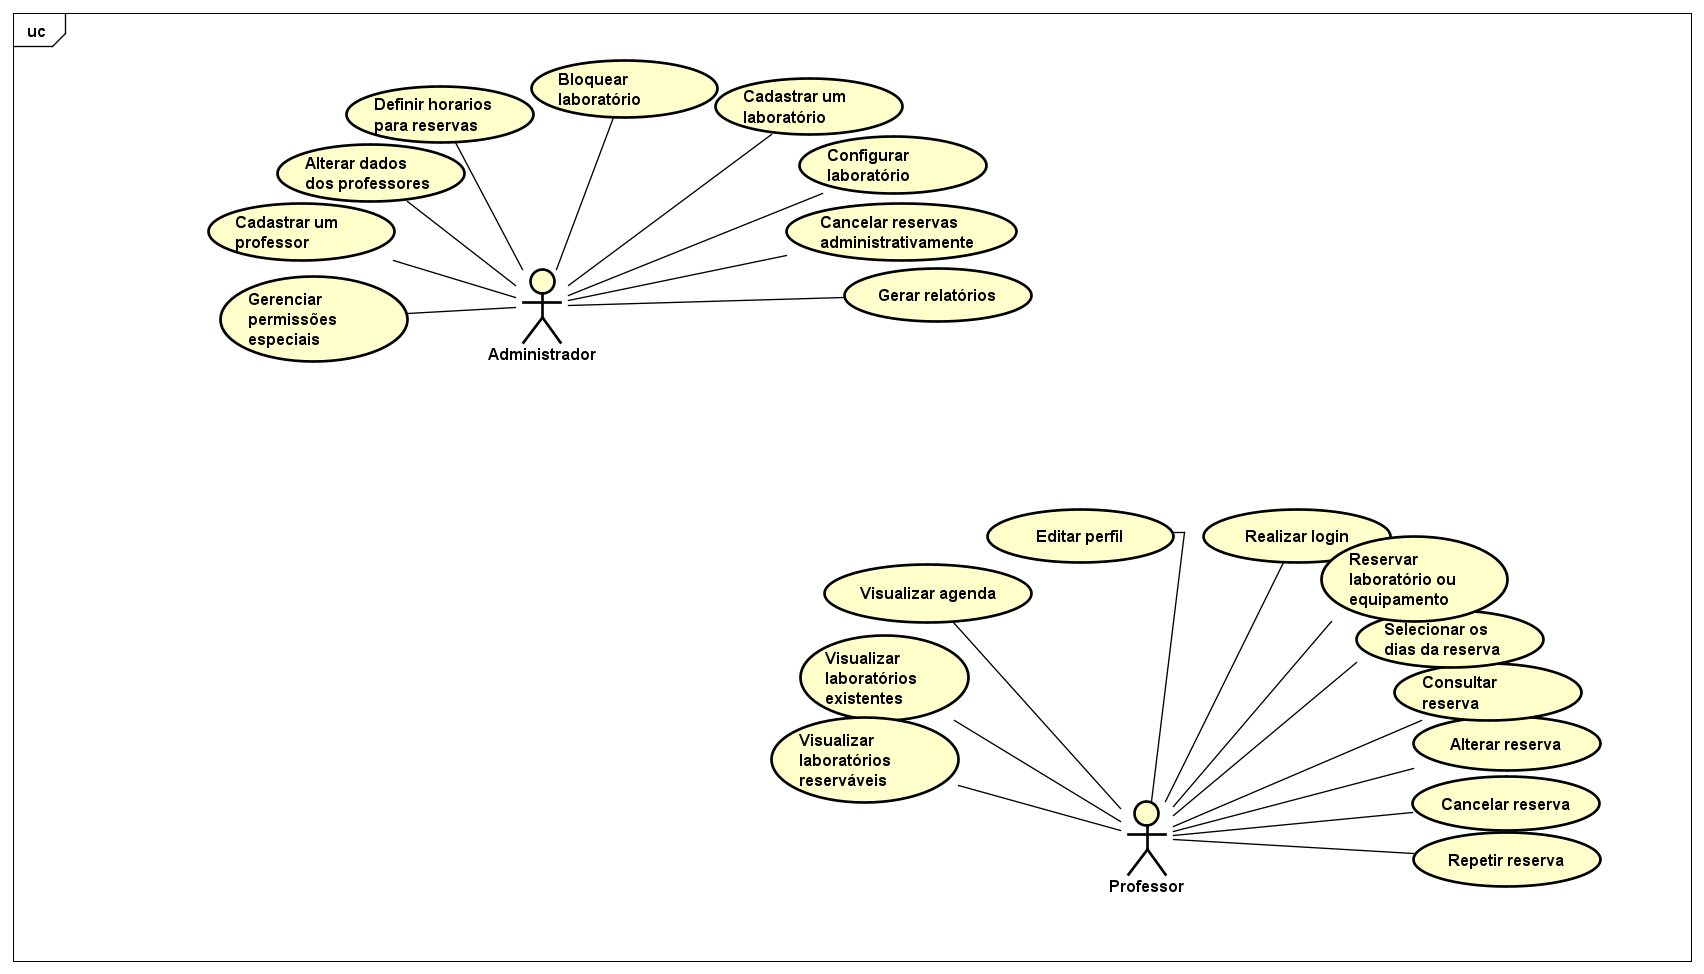 uc
Bloquear
laboratório
Definir horarios
para reservas
Cadastrar um
laboratório
Alterar dados
dos professores
Configurar
laboratório
Cadastrar um
professor
Cancelar reservas
administrativamente
Gerenciar
permissões
especiais
Gerar relatórios
Administrador
Editar perfil
Realizar login
Reservar
laboratório ou
equipamento
Visualizar agenda
Selecionar os
dias da reserva
Visualizar
laboratórios
existentes
Consultar
reserva
Visualizar
laboratórios
reserváveis
Alterar reserva
Cancelar reserva
Repetir reserva
Professor